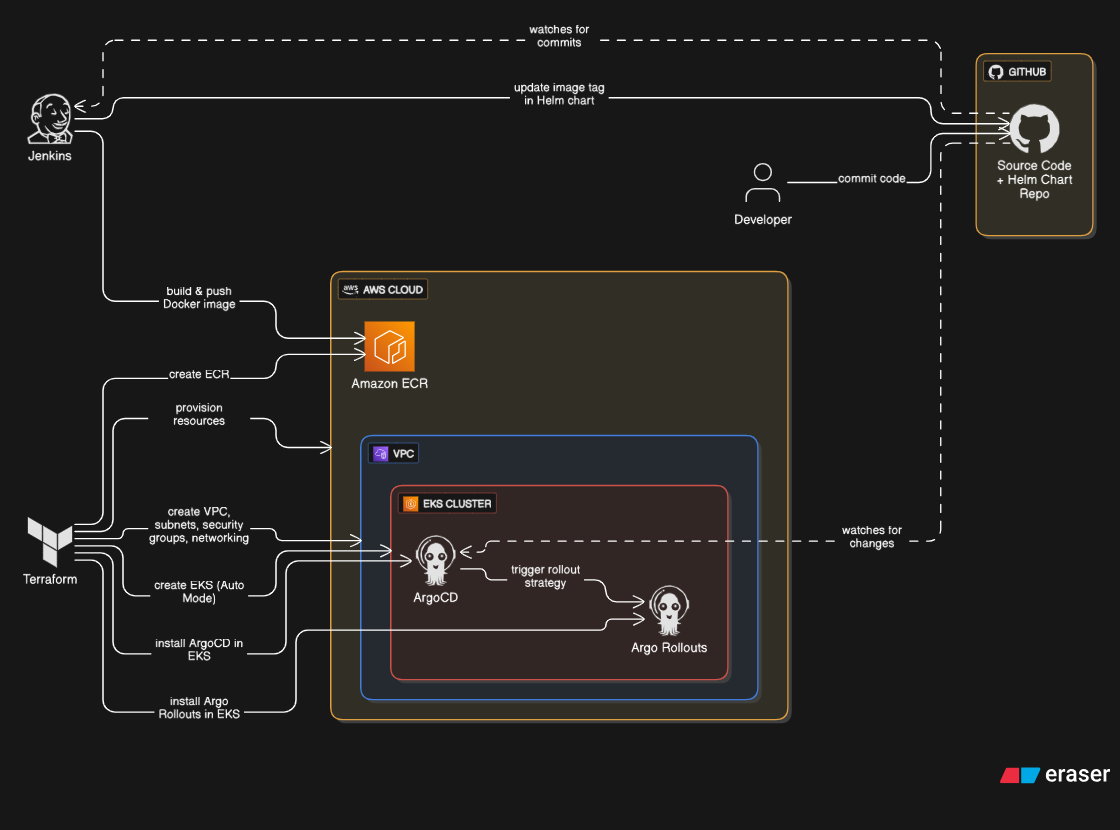 watches for
commits
GITHUB
update image tag
in Helm chart
Jenkins
Source Code
+ Helm Chart
Repo
commit code
Developer
build & push
Docker image
aws
AWS CLOUD
Amazon ECR
create ECR
provision
resources
VPC
EKS CLUSTER
create VPC,
subnets, security
groups, networking
watches for
changes
Terraform
ArgoCD
trigger rollout
strategy
create EKS (Auto
Mode)
Argo Rollouts
install ArgoCD in
EKS
install Argo
Rollouts in EKS
eraser